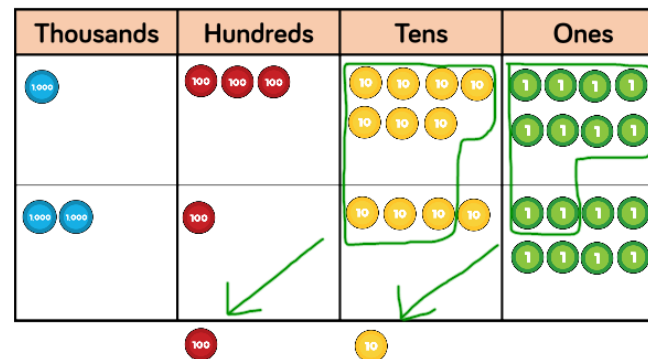 Thousands Hundreds Tens Ones
1,000 100 100 100 10 10 10 10 1 1 1 1
10 10 10 1 1 1 1
1,000 1,000 100 10 10 10 10 1 1 1 1
1 1 1 1
100 10